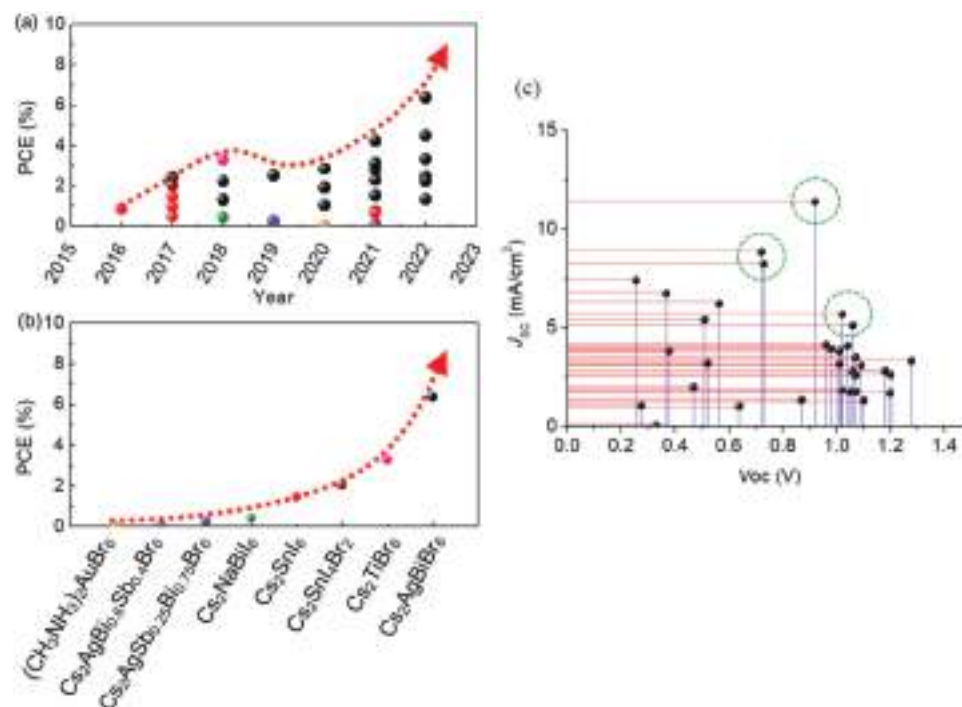 (a)
10
8
6
4
2
0
PCE (%)
2015
2016
2017
2018
2019
2020
2021
2022
2023
Year
(b)
10
8
6
4
2
0
PCE (%)
(CH₃NH₃)₂AuBr₆
Cs₂AgBi₀.₆Sb₀.₄Br₆
Cs₂AgSb₀.₂₅Bi₀.₇₅Br₆
Cs₂NaBiI₆
Cs₂SnI₆
Cs₂SnI₄Br₂
Cs₂TiBr₆
Cs₂AgBiBr₆
(c)
15
10
5
0
Jsc (mA/cm²)
0.0
0.2
0.4
0.6
0.8
1.0
1.2
1.4
Voc (V)